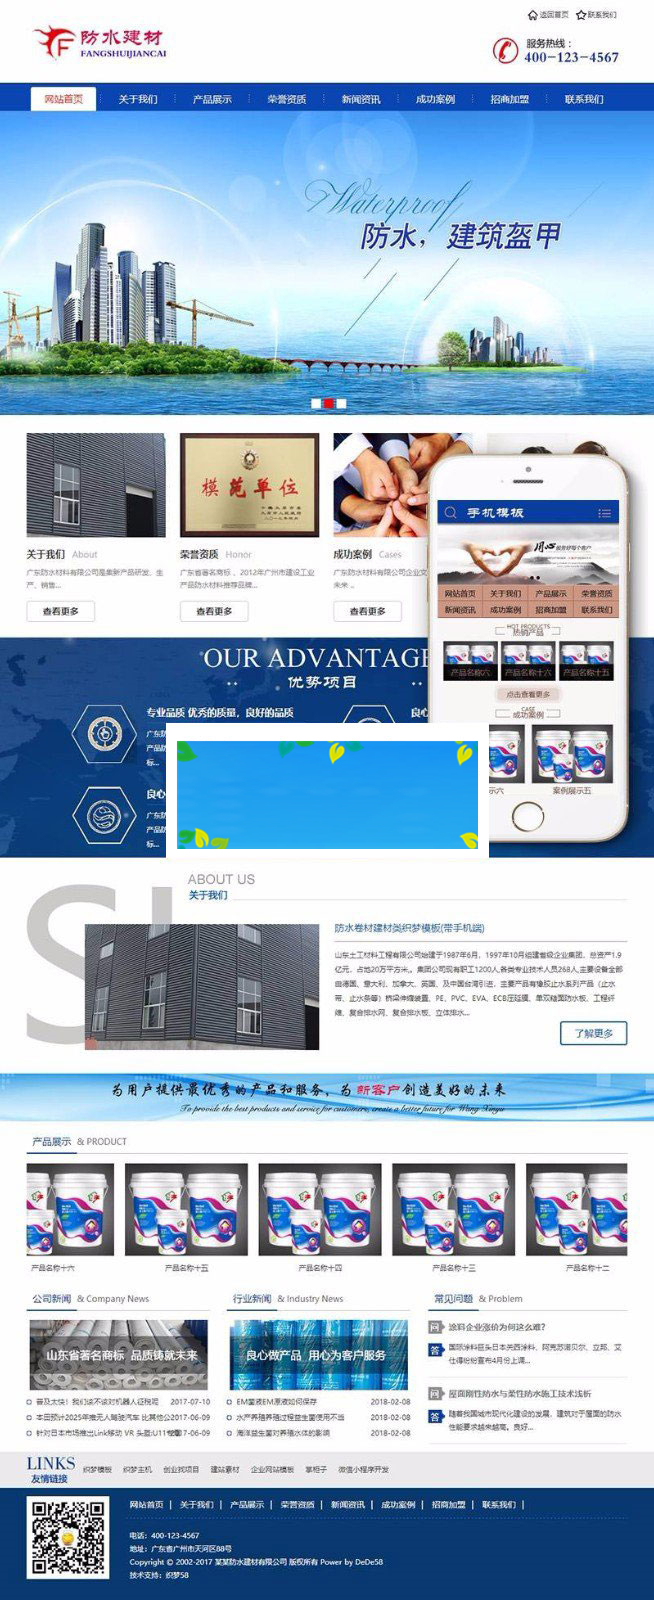 返回首页 联系我们
防水建材
FANGSHUIJIANCAI
服务热线：
400-123-4567
网站首页 关于我们 产品展示 荣誉资质 新闻资讯 成功案例 招商加盟 联系我们
Waterproof
防水，建筑盔甲
模范单位
关于我们 About
广东防水材料有限公司是集新产品研发、生
产、销售...
查看更多
荣誉资质 Honor
广东省著名商标 、2012年广州市建设工业
产品防水材料推荐品牌...
查看更多
成功案例 Cases
广东防水材料有限公司企业文
未来 ..
查看更多
手机模板
用心
网站首页 关于我们 产品展示 荣誉资质
新闻资讯 成功案例 招商加盟 联系我们
HOT PRODUCTS
热销产品
产品名称六 产品名称十六 产品名称十五
点击查看更多
CASE
成功案例
示六 案例展示五
OUR ADVANTAGE
优势项目
专业品质 优秀的质量，良好的品质
广东防
产品防
标...
良心
广东防
产品防
标...
ABOUT US
关于我们
防水卷材建材类织梦模板(带手机端)
山东土工材料工程有限公司始建于1987年6月，1997年10月组建省级企业集团，总资产1.9
亿元，占地20万平方米,。集团公司现有职工1200人,各类专业技术人员268人,主要设备全部
由德国、意大利、加拿大、英国、及中国台湾引进，主要产品有橡胶止水系列产品（止水
带、止水条等）桥梁伸缩装置、PE、PVC、EVA、ECB压延膜、单双糙面防水板、工程纤
维、复合排水网、复合排水板、立体排水...
了解更多
为用户提供最优秀的产品和服务，为新客户创造美好的未来
To provide the best products and service for customers, create a better future for Wang Xinyu
产品展示 & PRODUCT
产品名称十六 产品名称十五 产品名称十四 产品名称十三 产品名称十二
公司新闻 & Company News
山东省著名商标 品质铸就未来
普及太快！我们该不该对机器人征税呢 2017-07-10
本田预计2025年推无人驾驶汽车 比其他公 2017-06-09
针对日本市场推出Link移动 VR 头盔:U11 2017-06-09
行业新闻 & Industry News
良心做产品 用心为客户服务
EM菌液EM原液如何保存 2018-02-08
水产养殖养殖过程益生菌使用不当 2018-02-08
海洋益生菌对养殖水体的影响 2018-02-08
常见问题 & Problem
问 涂料企业涨价为何这么难?
答 国际涂料巨头日本关西涂料、阿克苏诺贝尔、立邦、艾
仕得纷纷宣布4月份上调...
问 屋面刚性防水与柔性防水施工技术浅析
答 随着我国城市现代化建设的发展，建筑对于屋面的防水
性能要求越来越高。良好...
LINKS
友情链接
织梦模板 织梦主机 创业找项目 建站素材 企业网站模板 掌柜子 微信小程序开发
网站首页 | 关于我们 | 产品展示 | 荣誉资质 | 新闻资讯 | 成功案例 | 招商加盟 | 联系我们 |
电话：400-123-4567
地址：广东省广州市天河区88号
Copyright © 2002-2017 某某防水建材有限公司 版权所有 Power by DeDe58
技术支持：织梦58